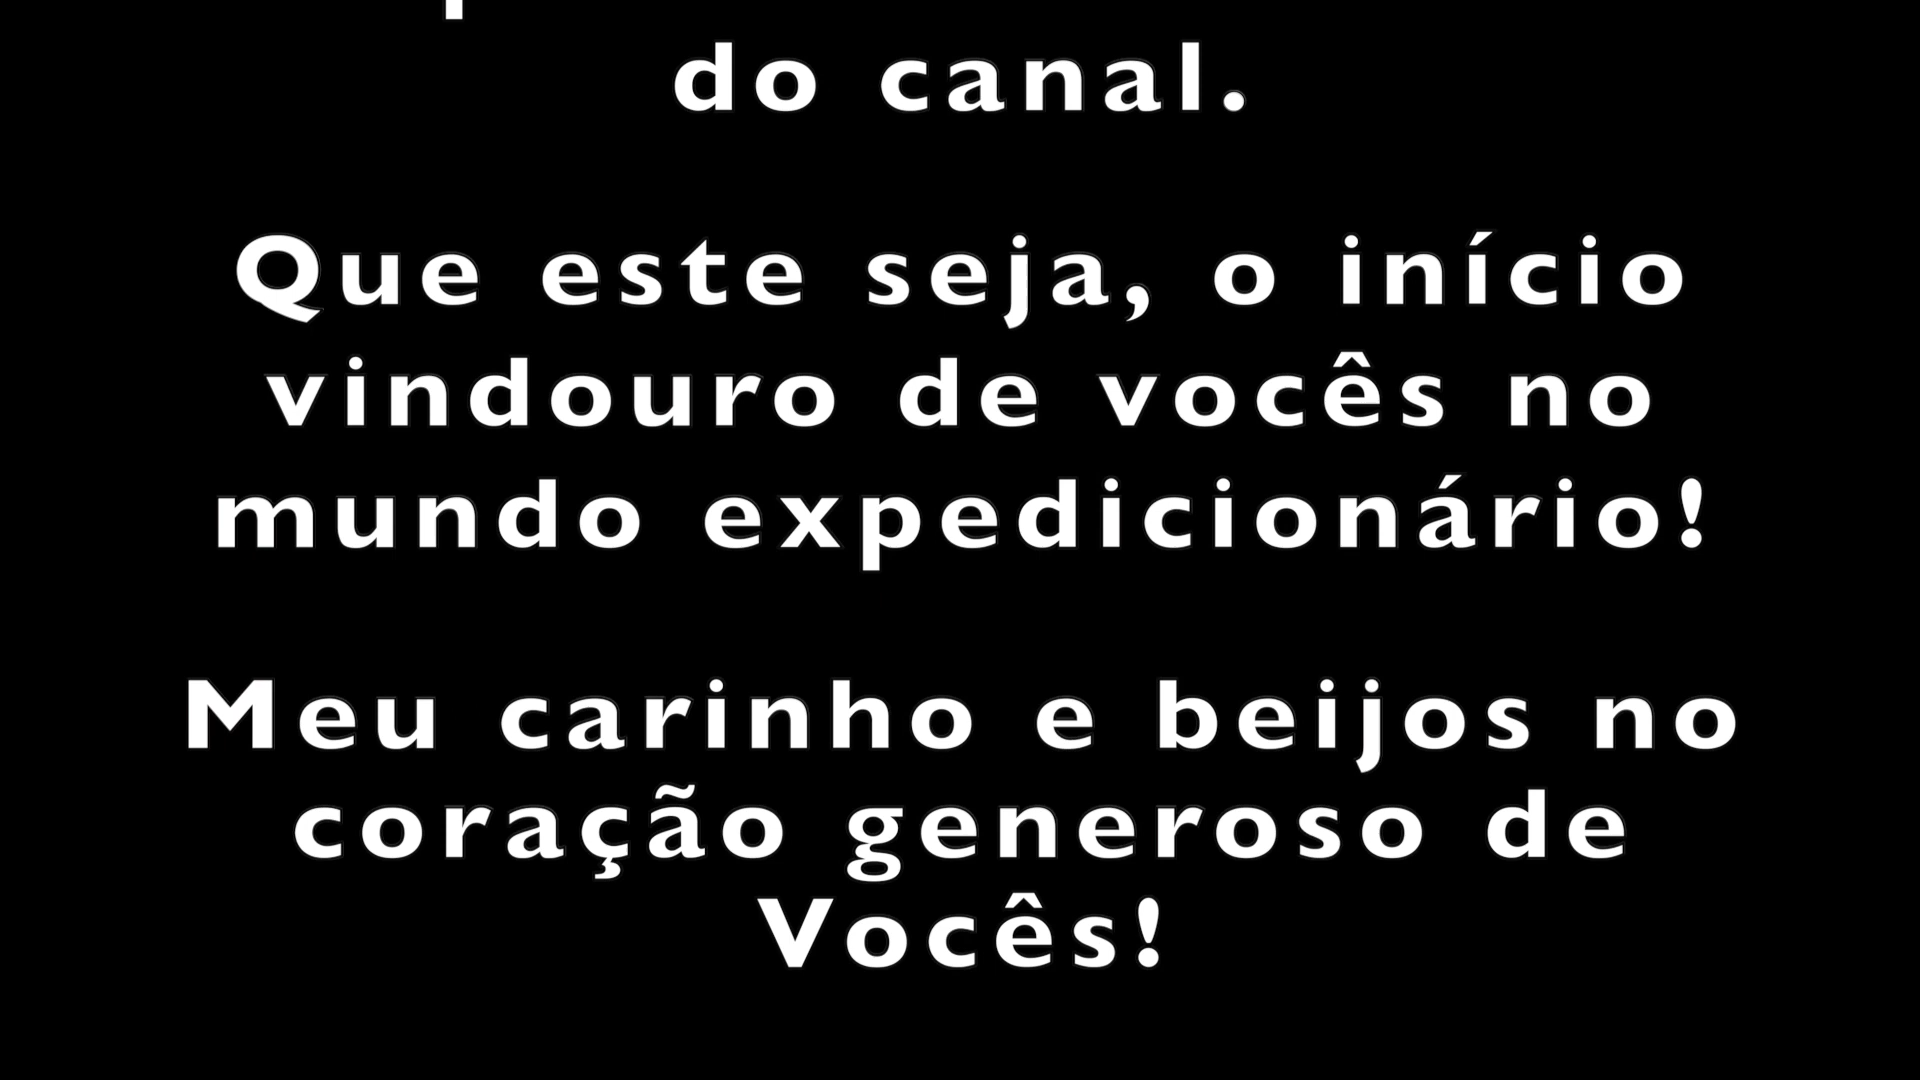 do canal.
Que este seja, o início
vindouro de vocês no
mundo expedicionário!
Meu carinho e beijos no
coração generoso de
Vocês!